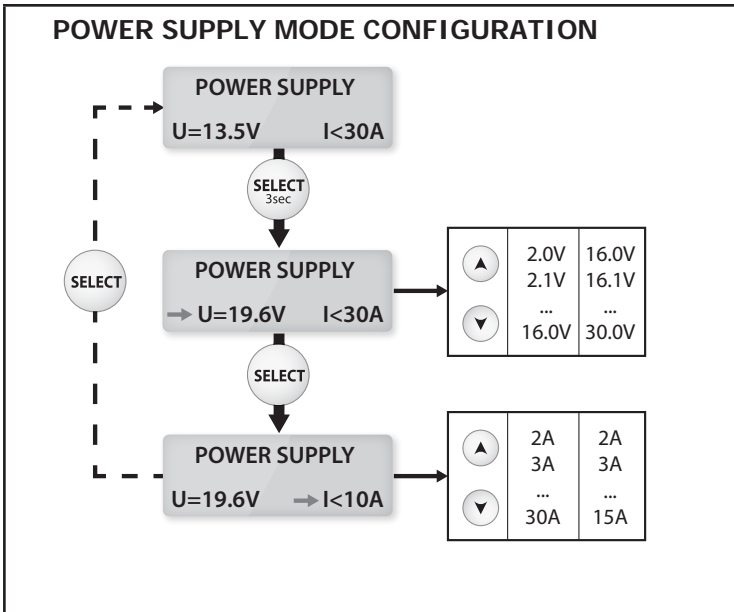 POWER SUPPLY MODE CONFIGURATION
POWER SUPPLY
U=13.5V I<30A
SELECT
3sec
POWER SUPPLY
→ U=19.6V I<30A
2.0V 16.0V
2.1V 16.1V
... ...
16.0V 30.0V
SELECT
SELECT
POWER SUPPLY
U=19.6V → I<10A
2A 2A
3A 3A
... ...
30A 15A